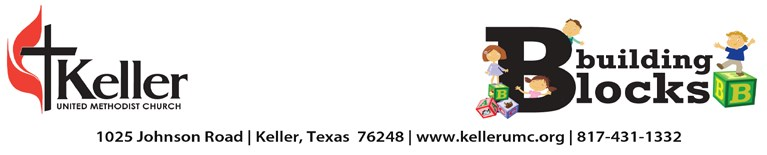 Keller
UNITED METHODIST CHURCH
Building
Blocks
B
B
B
1025 Johnson Road | Keller, Texas 76248 | www.kellerumc.org | 817-431-1332